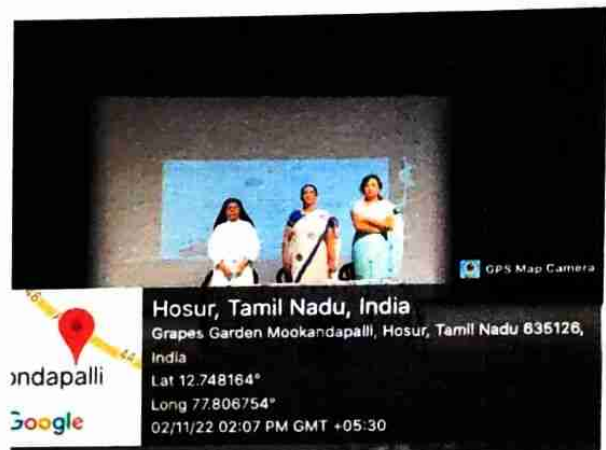 GPS Map Camera
Hosur, Tamil Nadu, India
Grapes Garden Mookandapalli, Hosur, Tamil Nadu 635126,
India
Lat 12.748164°
Long 77.806754°
02/11/22 02:07 PM GMT +05:30
ondapalli
Google